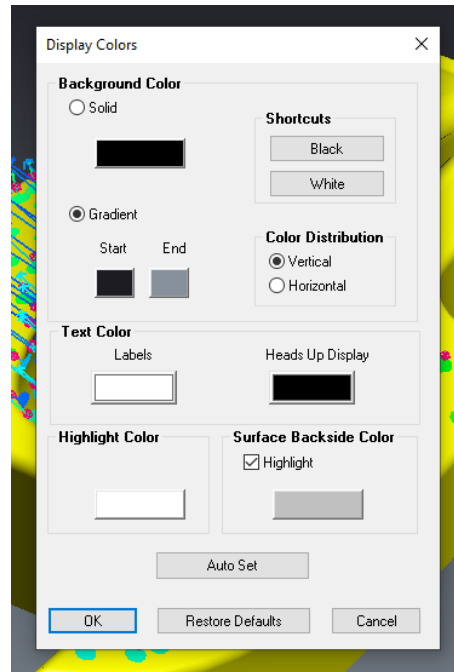 Display Colors
Background Color
Solid
Shortcuts
Black
White
Gradient
Start End
Color Distribution
Vertical
Horizontal
Text Color
Labels Heads Up Display
Highlight Color
Surface Backside Color
Highlight
Auto Set
OK Restore Defaults Cancel